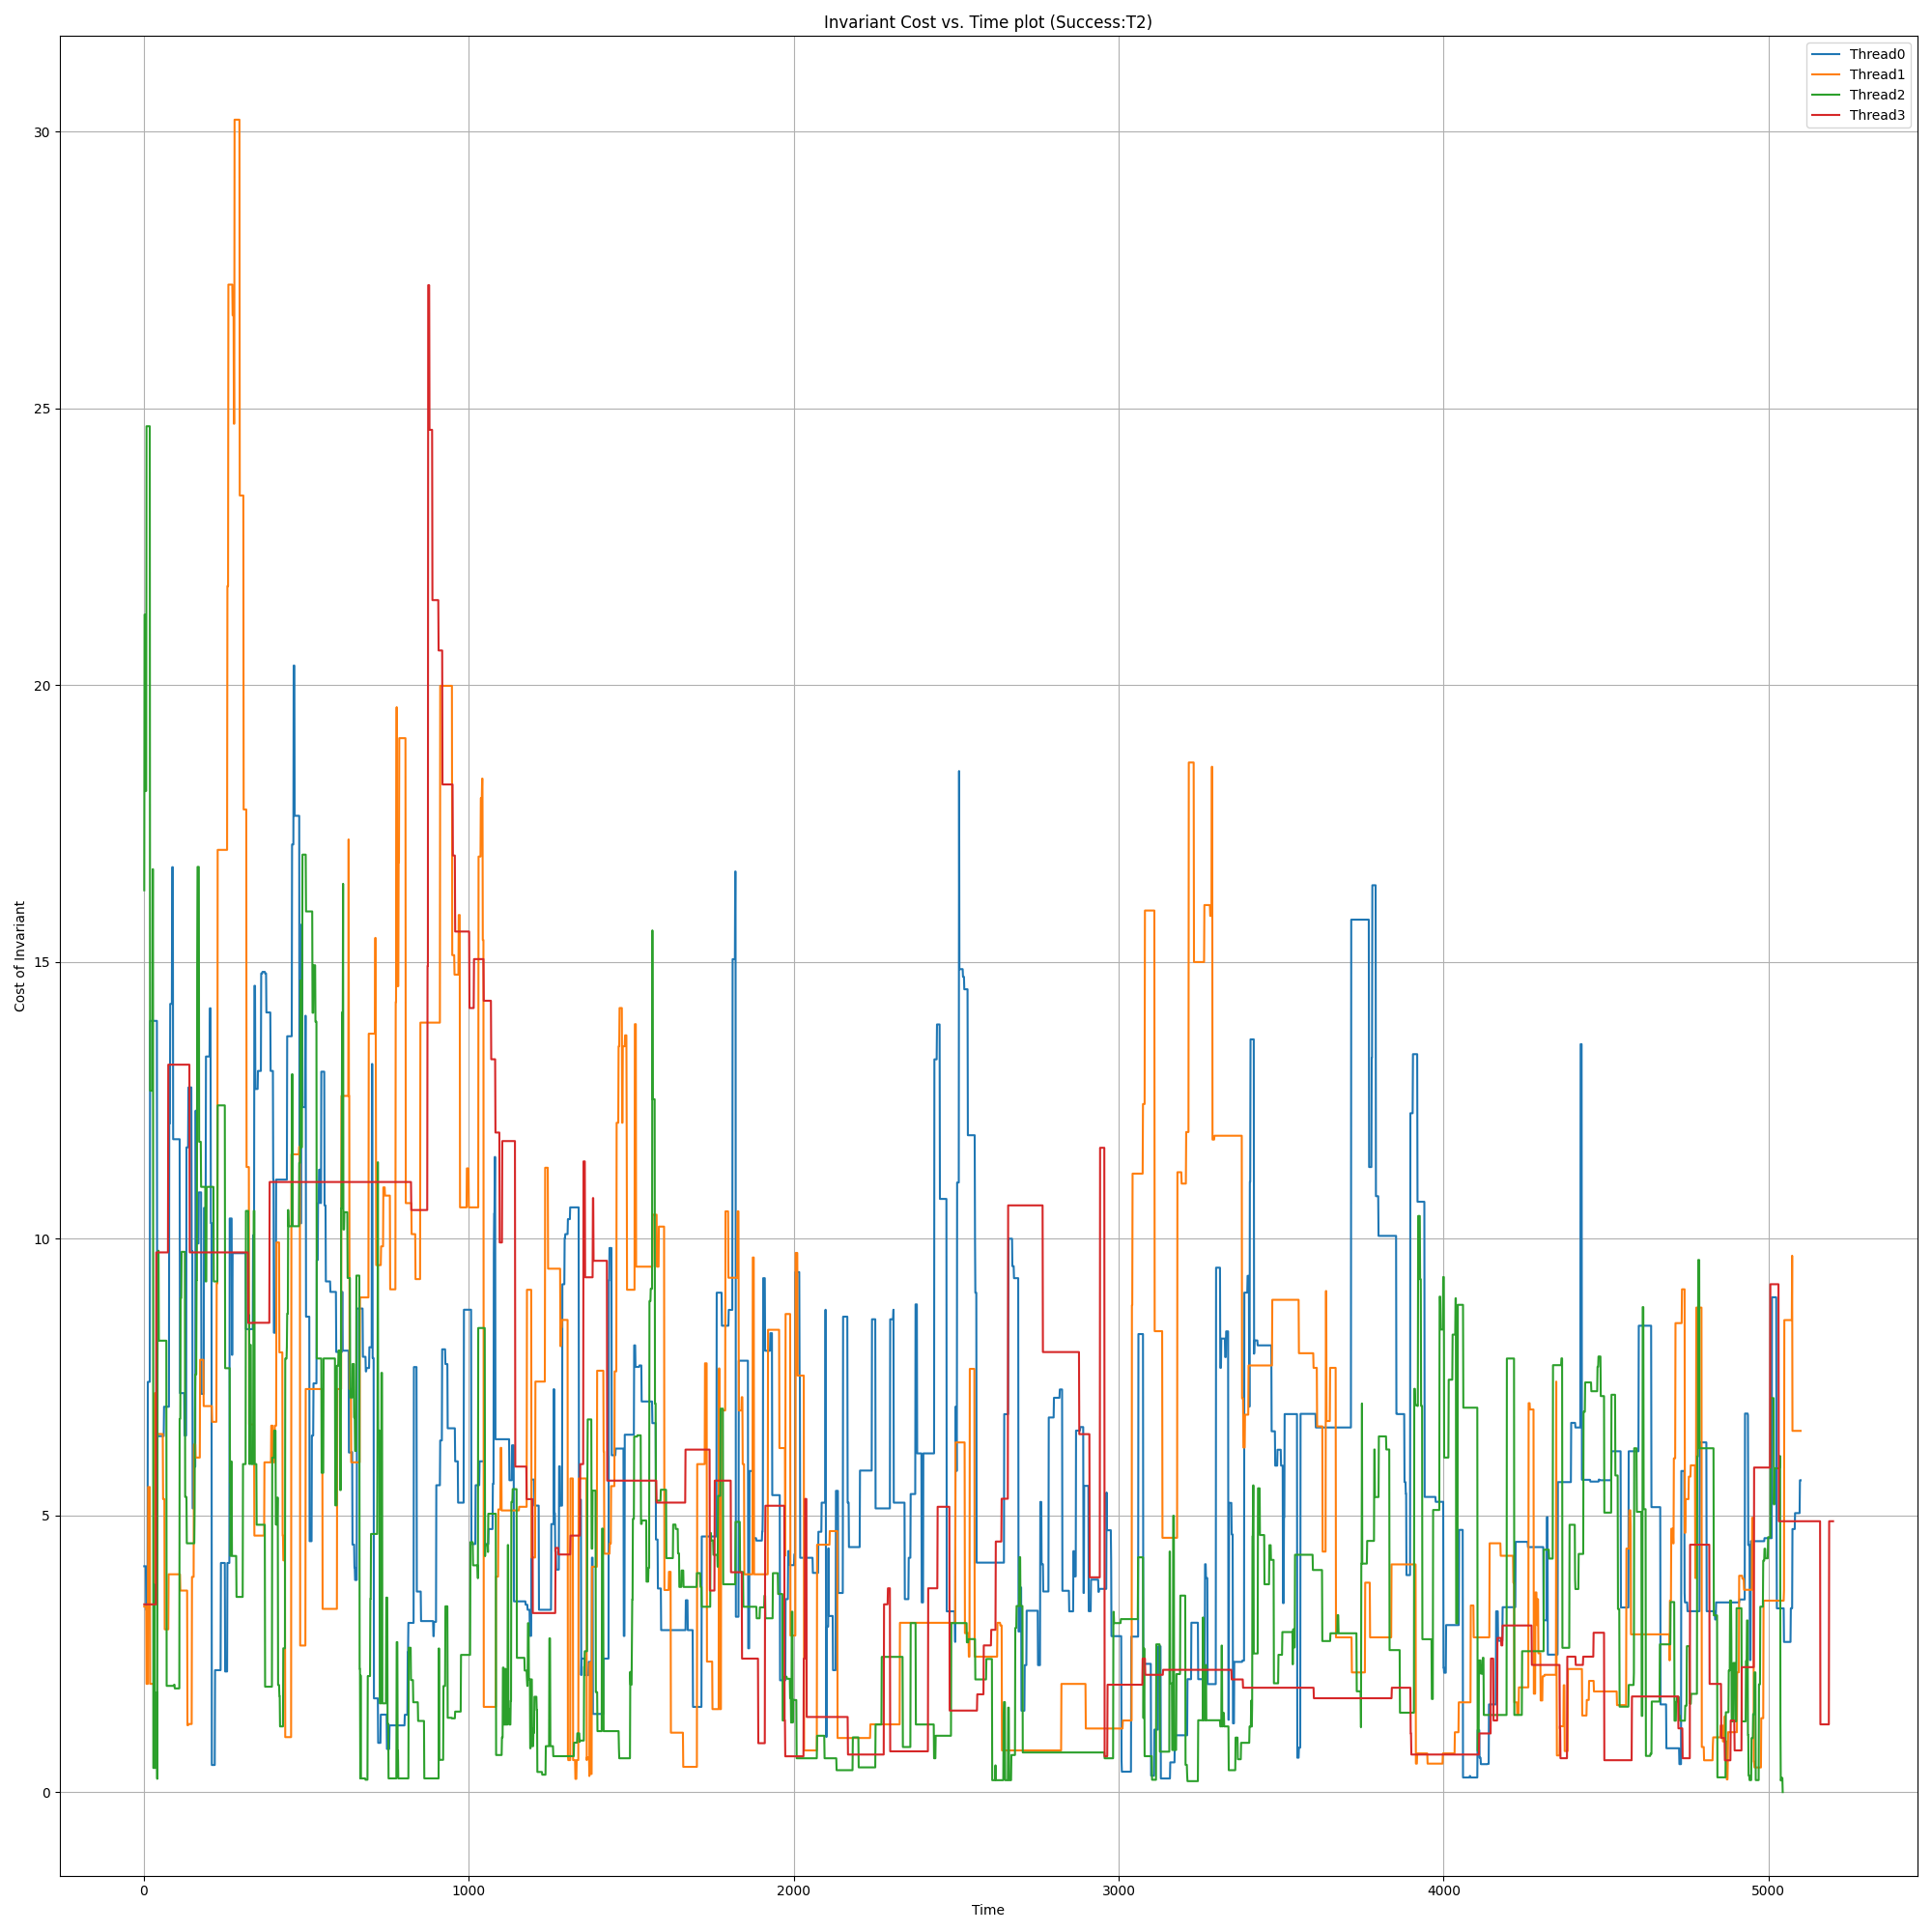 Invariant Cost vs. Time plot (Success:T2)
Thread0
Thread1
Thread2
Thread3
30
25
20
15
10
5
0
Cost of Invariant
0 1000 2000 3000 4000 5000
Time